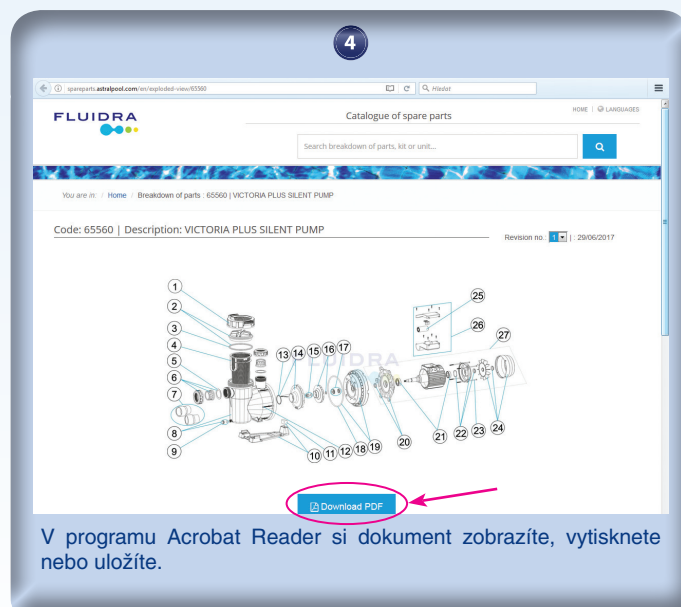 4
spareparts.astralpool.com/en/exploded-view/65560
Hledat
FLUIDRA
Catalogue of spare parts
HOME | LANGUAGES
Search breakdown of parts, kit or unit...
You are in: / Home / Breakdown of parts : 65560 | VICTORIA PLUS SILENT PUMP
Code: 65560 | Description: VICTORIA PLUS SILENT PUMP
Revision no.: 1 | : 29/06/2017
1
2
3
4
5
6
7
8
9
10
11
12
13
14
15
16
17
18
19
20
21
22
23
24
25
26
27
FLUIDRA
Download PDF
V programu Acrobat Reader si dokument zobrazíte, vytisknete
nebo uložíte.